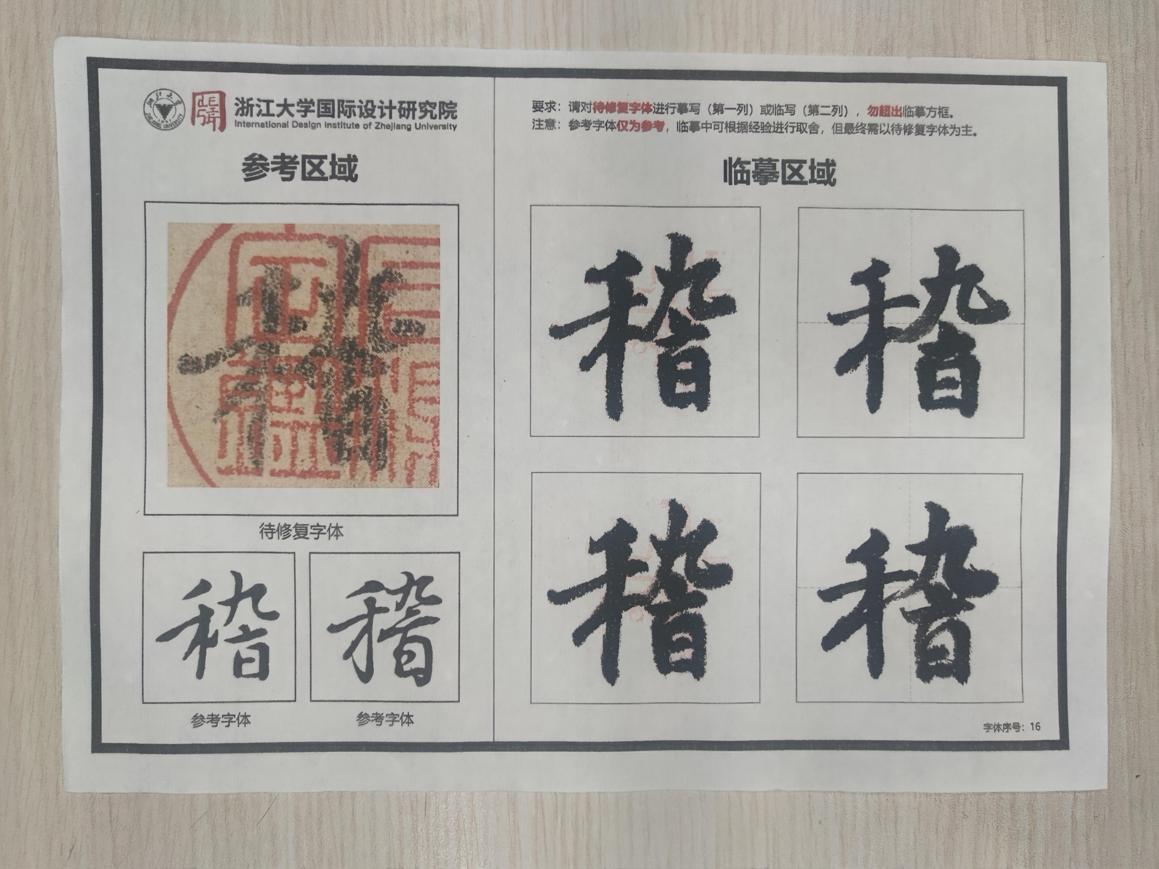 浙江大学国际设计研究院
International Design Institute of Zhejiang University
要求：请对待修复字体进行摹写（第一列）或临写（第二列），勿超出临摹方框。
注意：参考字体仅为参考，临摹中可根据经验进行取舍，但最终需以待修复字体为主。
参考区域
待修复字体
稽 稽
参考字体 参考字体
临摹区域
稽 稽
稽 稽
字体序号：16